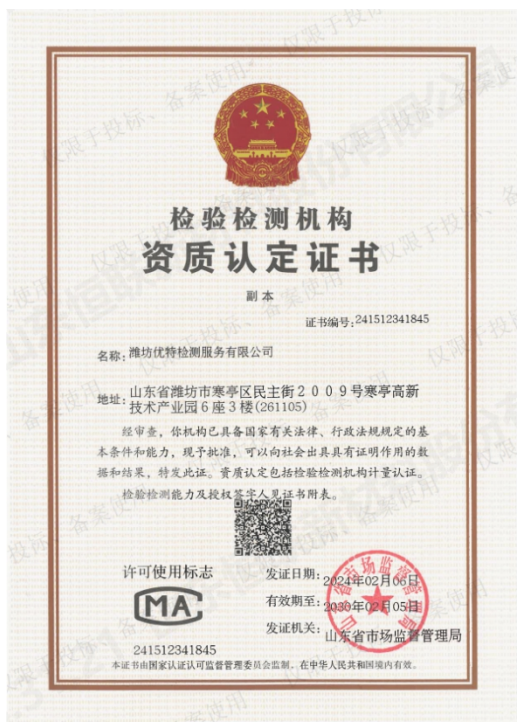 检验检测机构
资质认定证书
副本
证书编号:241512341845
名称:潍坊优特检测服务有限公司
地址:山东省潍坊市寒亭区民主街2009号寒亭高新
技术产业园6座3楼(261105)
经审查,你机构已具备国家有关法律、行政法规规定的基
本条件和能力,现予批准,可以向社会出具具有证明作用的数
据和结果,特发此证。资质认定包括检验检测机构计量认证。
检验检测能力及授权签字人见证书附表。
许可使用标志
MA
241512341845
发证日期:2024年02月06日
有效期至:2030年02月05日
发证机关:山东省市场监督管理局
本证书由国家认证认可监督管理委员会监制,在中华人民共和国境内有效。
仅限于投标、备案使用